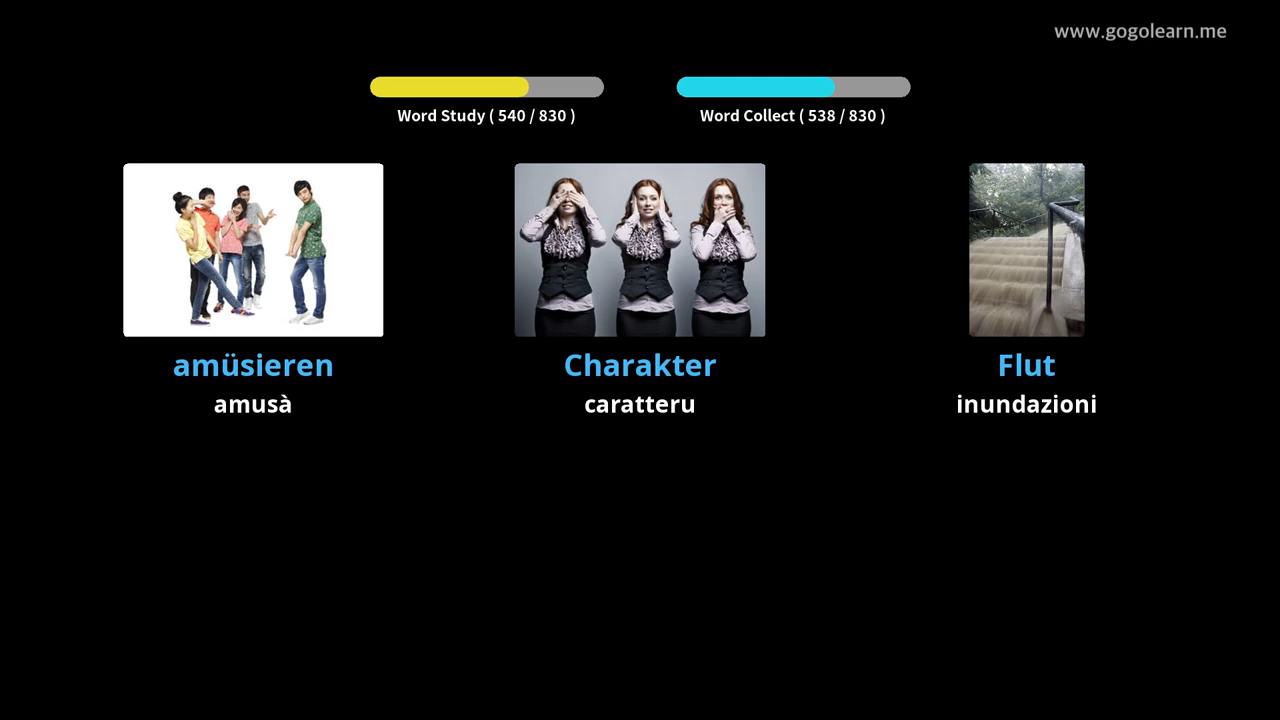 www.gogolearn.me
Word Study ( 540 / 830 )
Word Collect ( 538 / 830 )
amüsieren
amusà
Charakter
caratteru
Flut
inundazioni